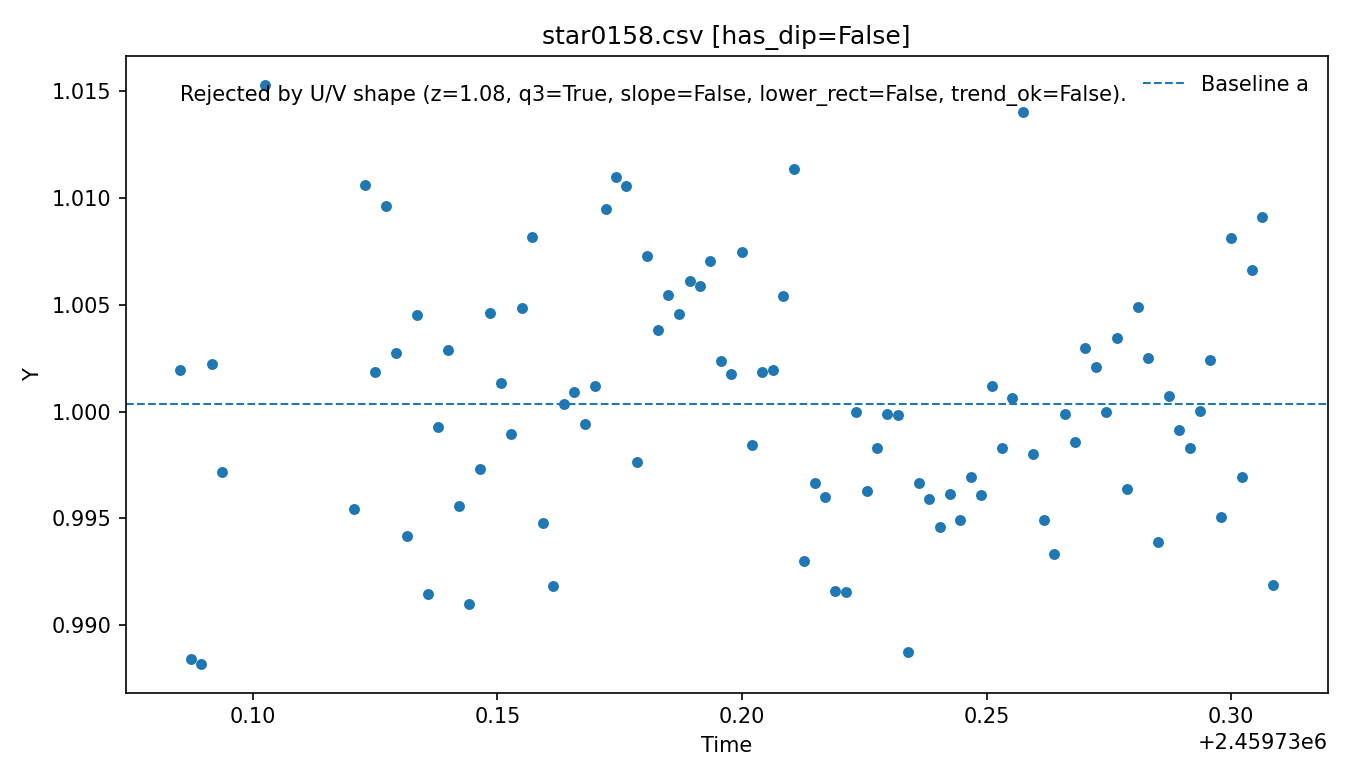 star0158.csv [has_dip=False]
Rejected by U/V shape (z=1.08, q3=True, slope=False, lower_rect=False, trend_ok=False).
Baseline a
1.015
1.010
1.005
1.000
0.995
0.990
Y
0.10 0.15 0.20 0.25 0.30
Time
+2.45973e6